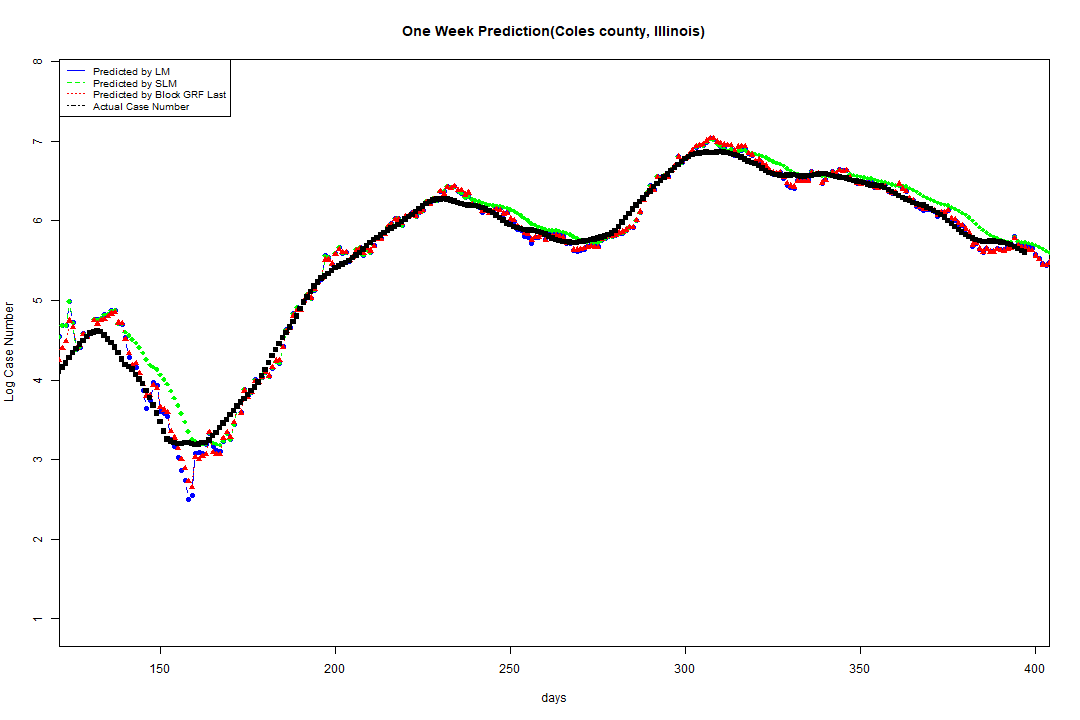 One Week Prediction(Coles county, Illinois)
Predicted by LM
Predicted by SLM
Predicted by Block GRF Last
Actual Case Number
8
7
6
5
4
3
2
1
Log Case Number
150 200 250 300 350 400
days